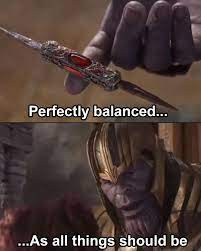 Perfectly balanced...
...As all things should be